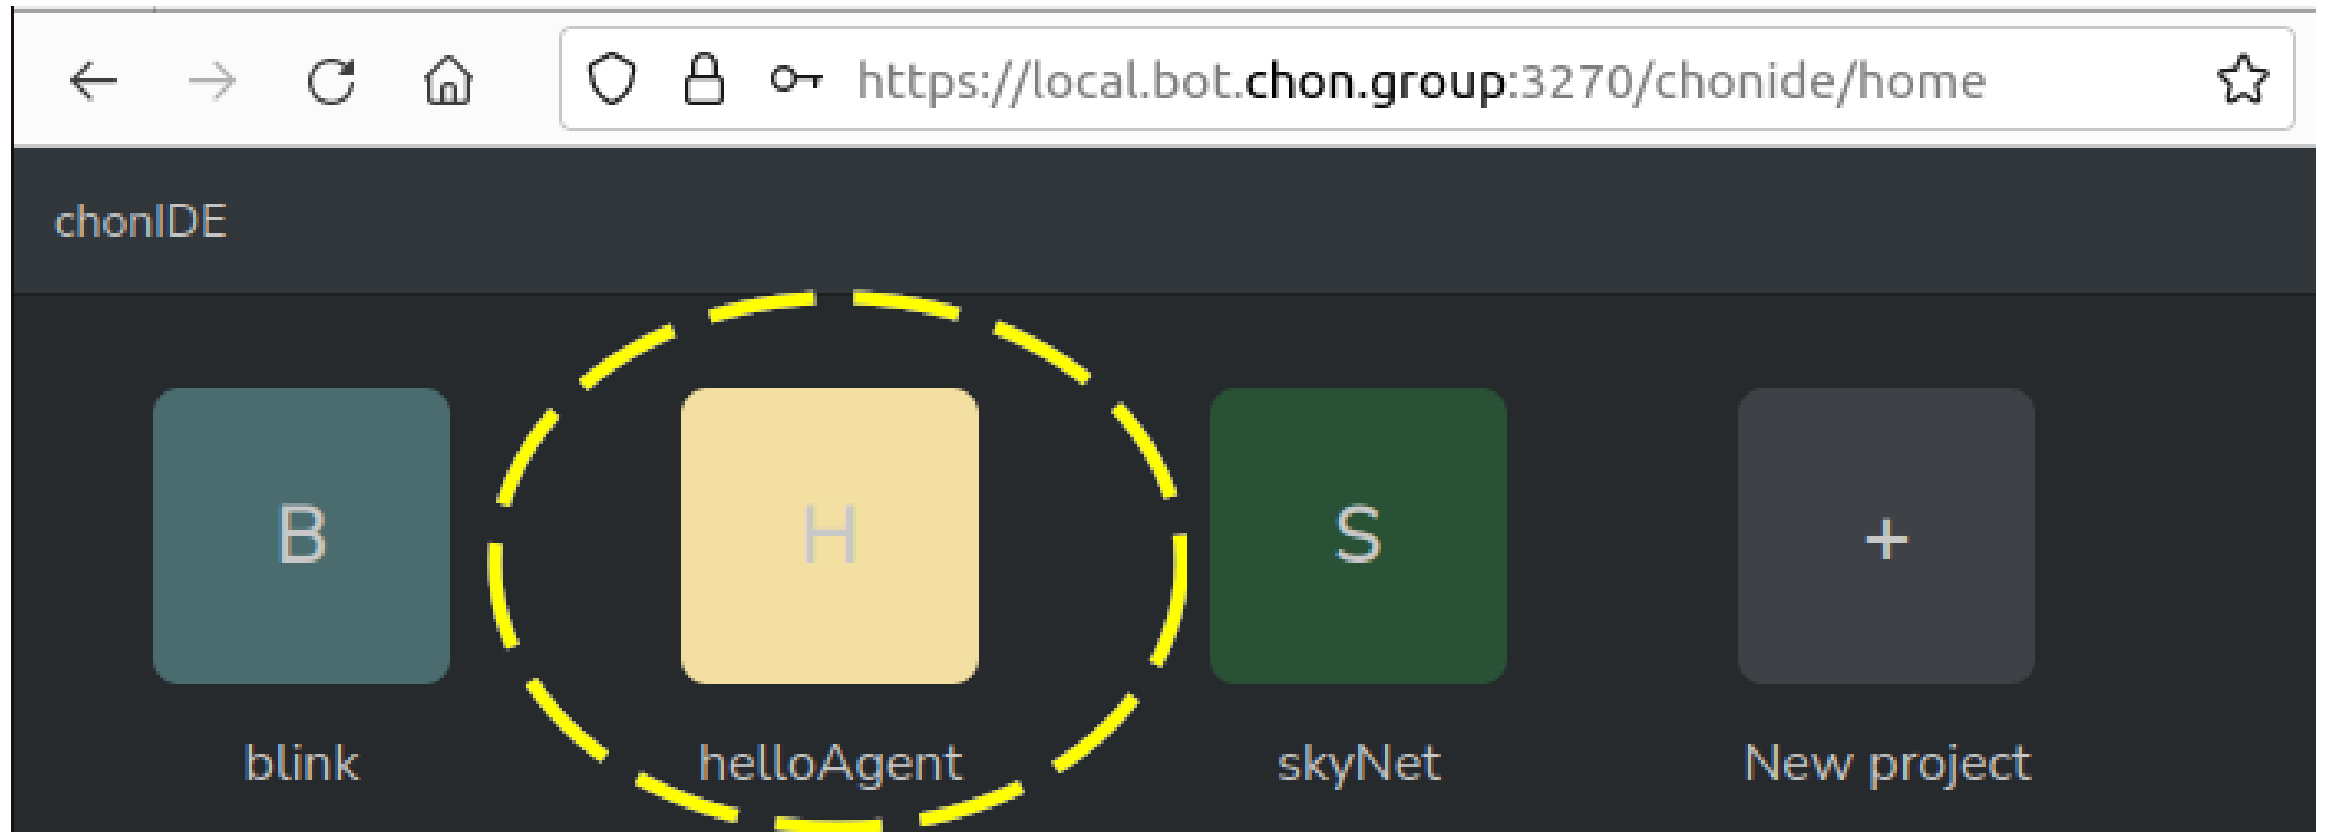 https://local.bot.chon.group:3270/chonide/home
chonIDE
B H S +
blink helloAgent skyNet New project